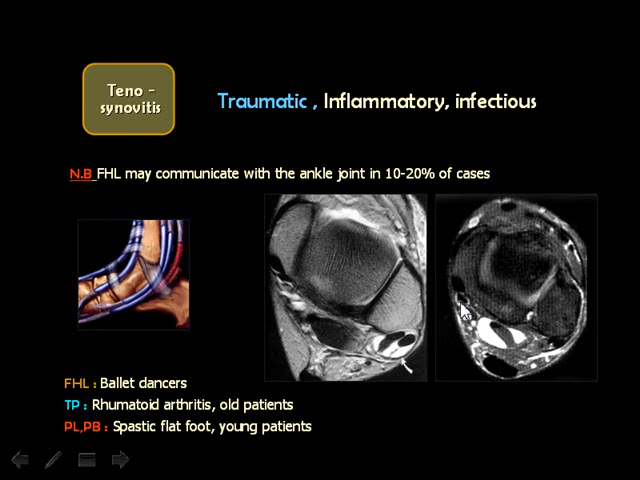 Teno -
synovitis
Traumatic , Inflammatory, infectious
N.B FHL may communicate with the ankle joint in 10-20% of cases
FHL : Ballet dancers
TP : Rhumatoid arthritis, old patients
PL,PB : Spastic flat foot, young patients